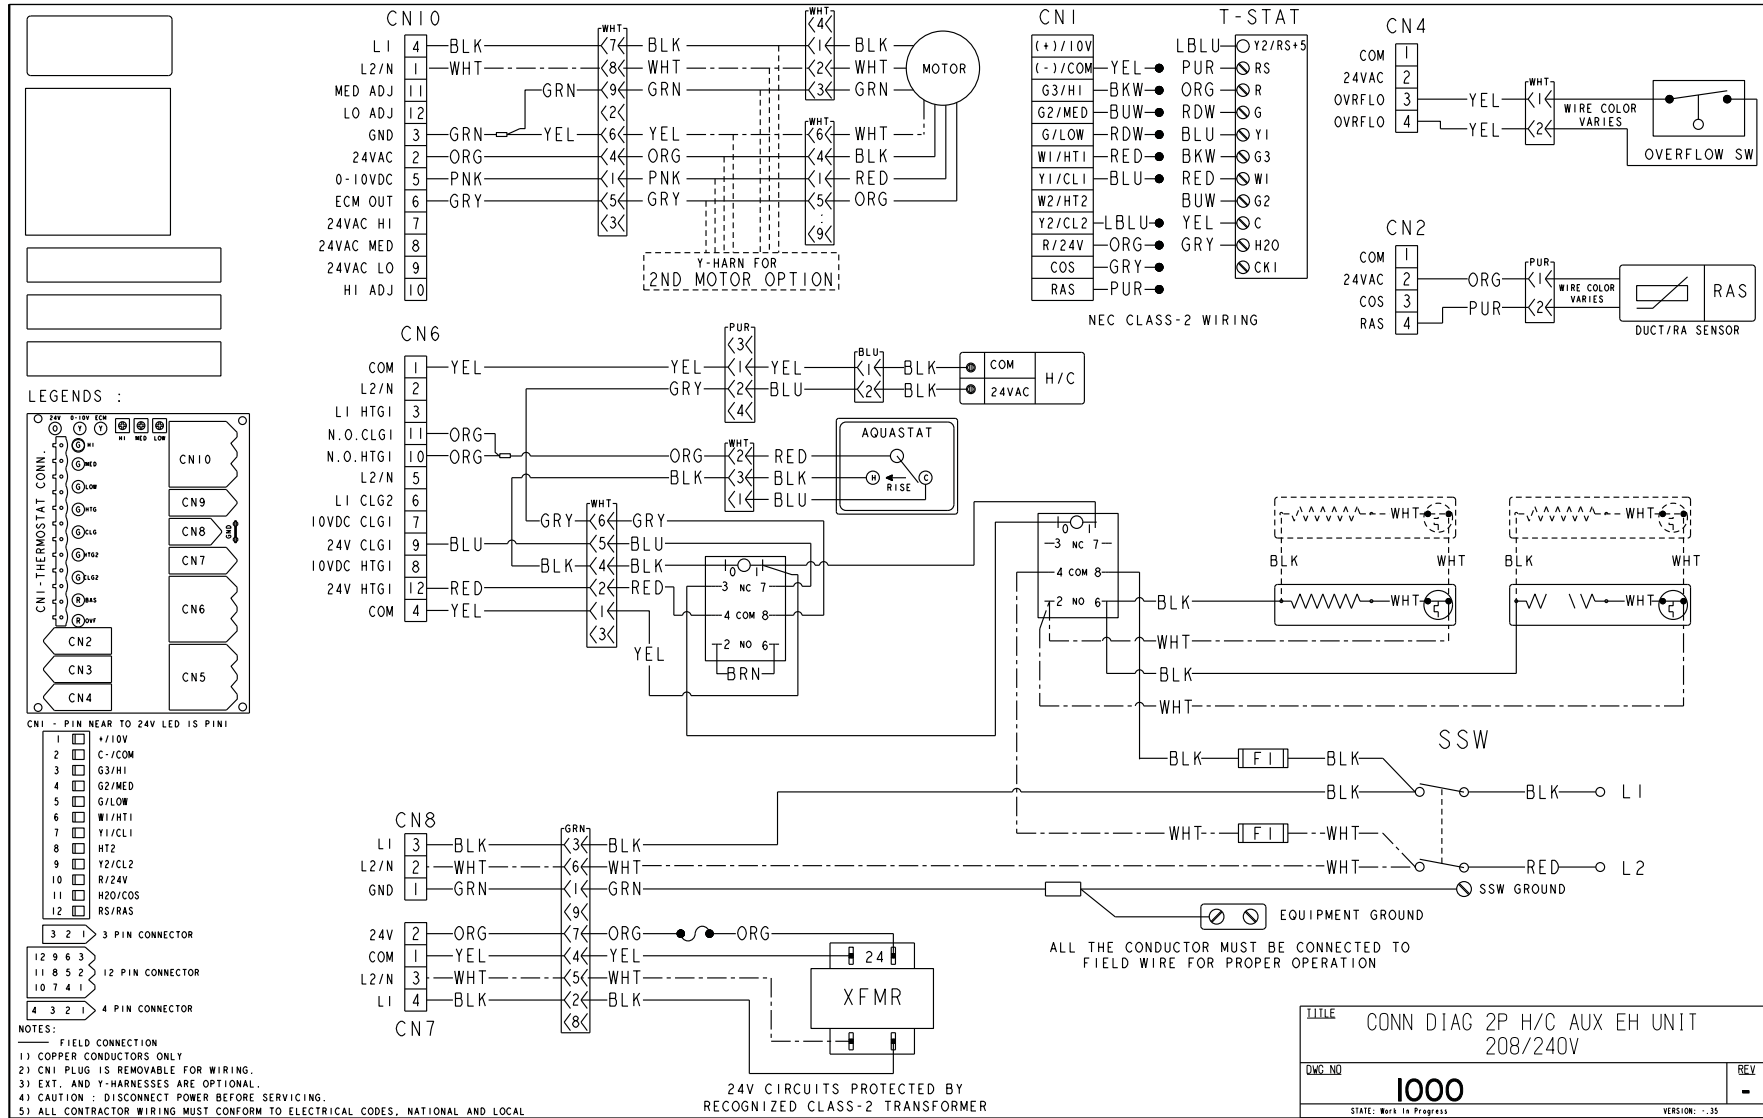 CN10
L1 4 BLK 7 BLK 1 BLK
L2/N 1 WHT 8 WHT 2 WHT
MED ADJ 11 GRN 9 GRN 3 GRN
LO ADJ 12 2
GND 3 GRN YEL 6 YEL 6 WHT
24VAC 2 ORG 4 ORG 4 BLK
0-10VDC 5 PNK 1 PNK 1 RED
ECM OUT 6 GRY 5 GRY 5 ORG
24VAC HI 7 3
24VAC MED 8 9
24VAC LO 9
HI ADJ 10
WHT
WHT
4
WHT
MOTOR
Y-HARN FOR
2ND MOTOR OPTION
CN1
(+)/10V
(-)/COM YEL
G3/HI BKW
G2/MED BUW
G/LOW RDW
W1/HT1 RED
Y1/CL1 BLU
W2/HT2
Y2/CL2 LBLU
R/24V ORG
COS GRY
RAS PUR
T-STAT
LBLU Y2/RS+5
PUR RS
ORG R
RDW G
BLU Y1
BKW G3
RED W1
BUW G2
YEL C
GRY H2O
CK1
NEC CLASS-2 WIRING
CN4
COM 1
24VAC 2
OVRFLO 3 YEL 1
OVRFLO 4 YEL 2
WHT
WIRE COLOR
VARIES
OVERFLOW SW
CN2
COM 1
24VAC 2 ORG 1
COS 3
RAS 4 PUR 2
PUR
WIRE COLOR
VARIES
RAS
DUCT/RA SENSOR
LEGENDS :
24V 0-10V ECM
O Y Y
HI MED LOW
CN1-THERMOSTAT CONN.
G HI
G MED
G LOW
G HTG
G CLG
G HTG2
G CLG2
R RAS
R OVF
CN10
CN9
CN8
GND
CN7
CN6
CN5
CN2
CN3
CN4
CN1 - PIN NEAR TO 24V LED IS PIN1
1 +/10V
2 C-/COM
3 G3/HI
4 G2/MED
5 G/LOW
6 W1/HT1
7 Y1/CL1
8 HT2
9 Y2/CL2
10 R/24V
11 H2O/COS
12 RS/RAS
3 2 1 3 PIN CONNECTOR
12 9 6 3
11 8 5 2 12 PIN CONNECTOR
10 7 4 1
4 3 2 1 4 PIN CONNECTOR
NOTES:
FIELD CONNECTION
1) COPPER CONDUCTORS ONLY
2) CN1 PLUG IS REMOVABLE FOR WIRING.
3) EXT. AND Y-HARNESSES ARE OPTIONAL.
4) CAUTION : DISCONNECT POWER BEFORE SERVICING.
5) ALL CONTRACTOR WIRING MUST CONFORM TO ELECTRICAL CODES, NATIONAL AND LOCAL
CN6
COM 1 YEL YEL 1 YEL 1 BLK COM
L2/N 2 GRY 2 BLU 2 BLK 24VAC
H/C
L1 HTG1 3
N.O.CLG1 11 ORG
N.O.HTG1 10 ORG ORG 2 RED
L2/N 5 BLK 3 BLK
L1 CLG2 6 1 BLU
10VDC CLG1 7 GRY 6 GRY
24V CLG1 9 BLU 5 BLU
10VDC HTG1 8 BLK 4 BLK
24V HTG1 12 RED 2 RED
COM 4 YEL 1
3
YEL
PUR
3
4
BLU
WHT
WHT
AQUASTAT
H RISE C
0 1
3 NC 7
4 COM 8
2 NO 6
BRN
0 1
3 NC 7
4 COM 8
2 NO 6
BLK
WHT
BLK
WHT
WHT
BLK WHT
WHT
WHT
BLK WHT
WHT
SSW
BLK F1 BLK
BLK BLK L1
WHT F1 WHT
WHT RED L2
SSW GROUND
EQUIPMENT GROUND
ALL THE CONDUCTOR MUST BE CONNECTED TO
FIELD WIRE FOR PROPER OPERATION
CN8
GRN
L1 3 BLK 3 BLK
L2/N 2 WHT 6 WHT
GND 1 GRN 1 GRN
9
24V 2 ORG 7 ORG ORG
COM 1 YEL 4 YEL
L2/N 3 WHT 5 WHT
L1 4 BLK 2 BLK
8
CN7
24
XFMR
24V CIRCUITS PROTECTED BY
RECOGNIZED CLASS-2 TRANSFORMER
TITLE CONN DIAG 2P H/C AUX EH UNIT
208/240V
DWG NO 1000 REV -
STATE: Work In Progress VERSION: -.35